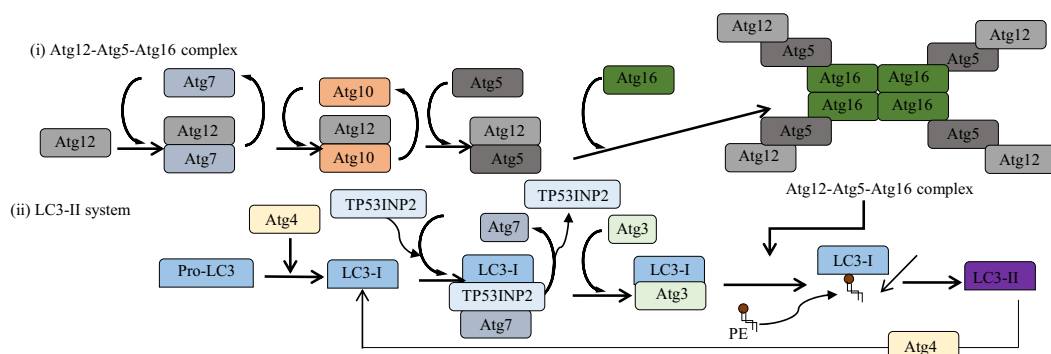 (i) Atg12-Atg5-Atg16 complex
Atg12
Atg7
Atg12
Atg7
Atg10
Atg12
Atg10
Atg5
Atg12
Atg5
Atg16
Atg12
Atg5
Atg12
Atg5
Atg16
Atg16
Atg16
Atg16
Atg5
Atg12
Atg5
Atg12
Atg12-Atg5-Atg16 complex
(ii) LC3-II system
Pro-LC3
Atg4
LC3-I
TP53INP2
Atg7
TP53INP2
LC3-I
TP53INP2
Atg7
Atg3
LC3-I
Atg3
PE
LC3-I
LC3-II
Atg4